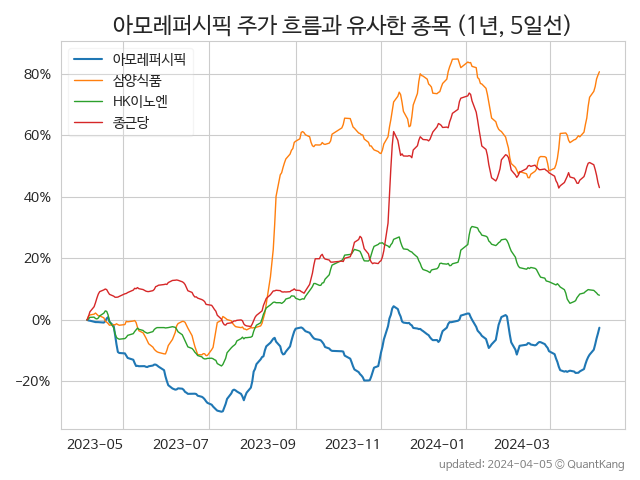 아모레퍼시픽 주가 흐름과 유사한 종목 (1년, 5일선)
아모레퍼시픽
삼양식품
HK이노엔
종근당
80%
60%
40%
20%
0%
−20%
2023-05 2023-07 2023-09 2023-11 2024-01 2024-03
updated: 2024-04-05 © QuantKang